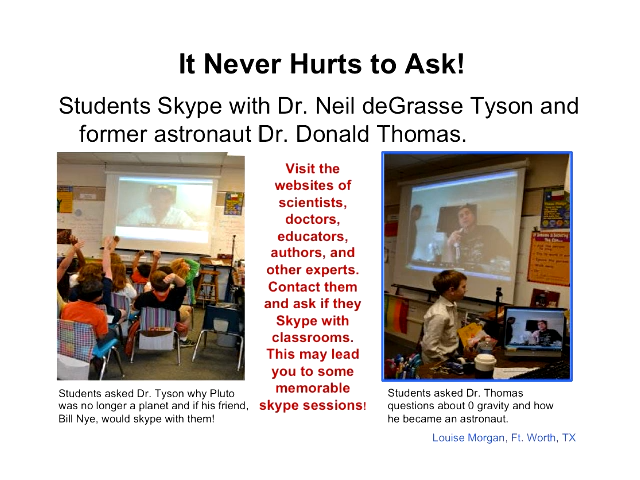 It Never Hurts to Ask!
Students Skype with Dr. Neil deGrasse Tyson and
former astronaut Dr. Donald Thomas.
Visit the
websites of
scientists,
doctors,
educators,
authors, and
other experts.
Contact them
and ask if they
Skype with
classrooms.
This may lead
you to some
memorable
skype sessions!
Students asked Dr. Tyson why Pluto
was no longer a planet and if his friend,
Bill Nye, would skype with them!
Students asked Dr. Thomas
questions about 0 gravity and how
he became an astronaut.
Louise Morgan, Ft. Worth, TX